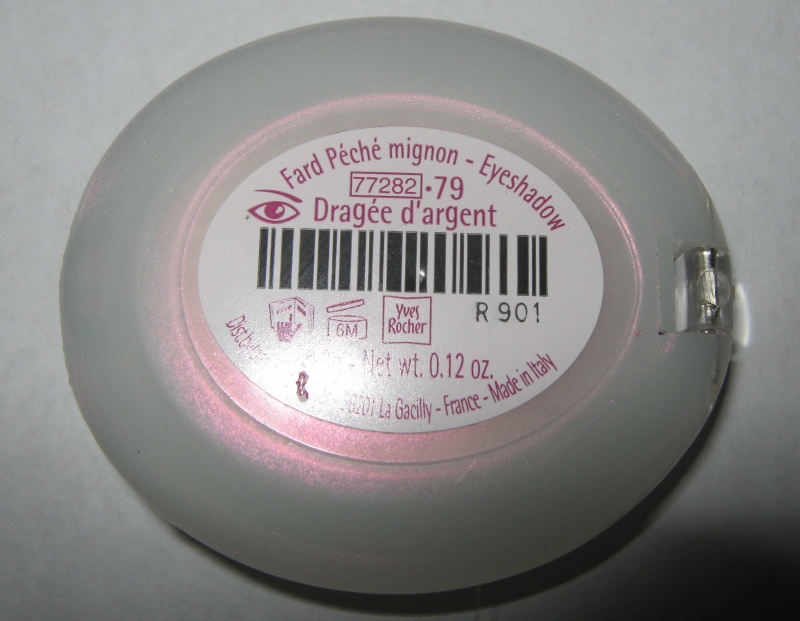 Fard Péché mignon - Eyeshadow
77282•79
Dragée d'argent
6M
Yves
Rocher
R 901
- Net wt. 0.12 oz.
La Gacilly - France - Made in Italy